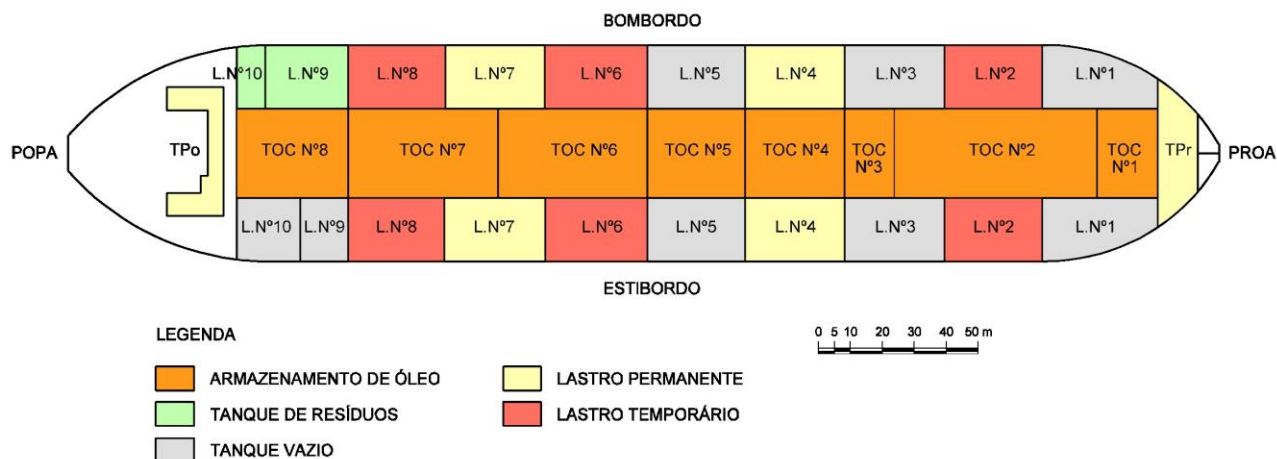 BOMBORDO
L.Nº10 L.Nº9 L.Nº8 L.Nº7 L.Nº6 L.Nº5 L.Nº4 L.Nº3 L.Nº2 L.Nº1
POPA TPo TOC Nº8 TOC Nº7 TOC Nº6 TOC Nº5 TOC Nº4 TOC Nº3 TOC Nº2 TOC Nº1 TPr PROA
L.Nº10 L.Nº9 L.Nº8 L.Nº7 L.Nº6 L.Nº5 L.Nº4 L.Nº3 L.Nº2 L.Nº1
ESTIBORDO
LEGENDA
0 5 10 20 30 40 50 m
ARMAZENAMENTO DE ÓLEO
LASTRO PERMANENTE
TANQUE DE RESÍDUOS
LASTRO TEMPORÁRIO
TANQUE VAZIO